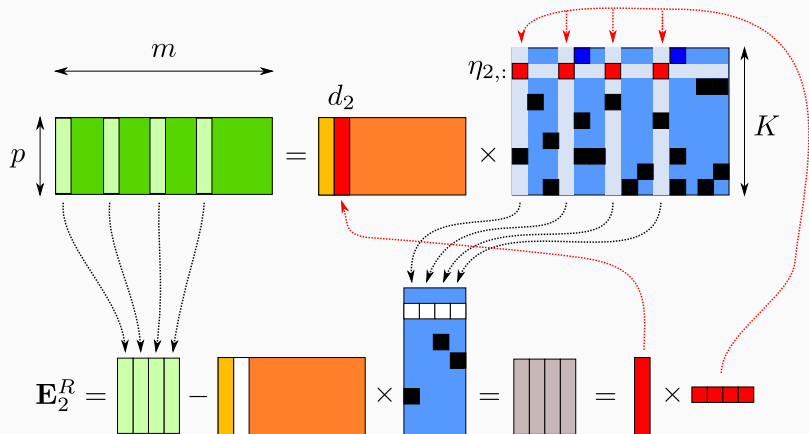 m
d₂
η₂,:
p
=
×
K
E₂ᴿ = − × = = ×